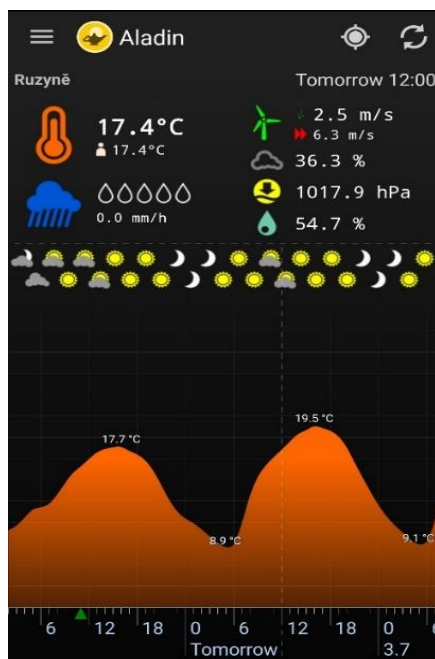 Aladin
Ruzyně Tomorrow 12:00
17.4°C
17.4°C
0.0 mm/h
2.5 m/s
6.3 m/s
36.3 %
1017.9 hPa
54.7 %
17.7 °C
8.9 °C
19.5 °C
9.1 °C
6 12 18 0 6 12 18 0 6
Tomorrow 3.7